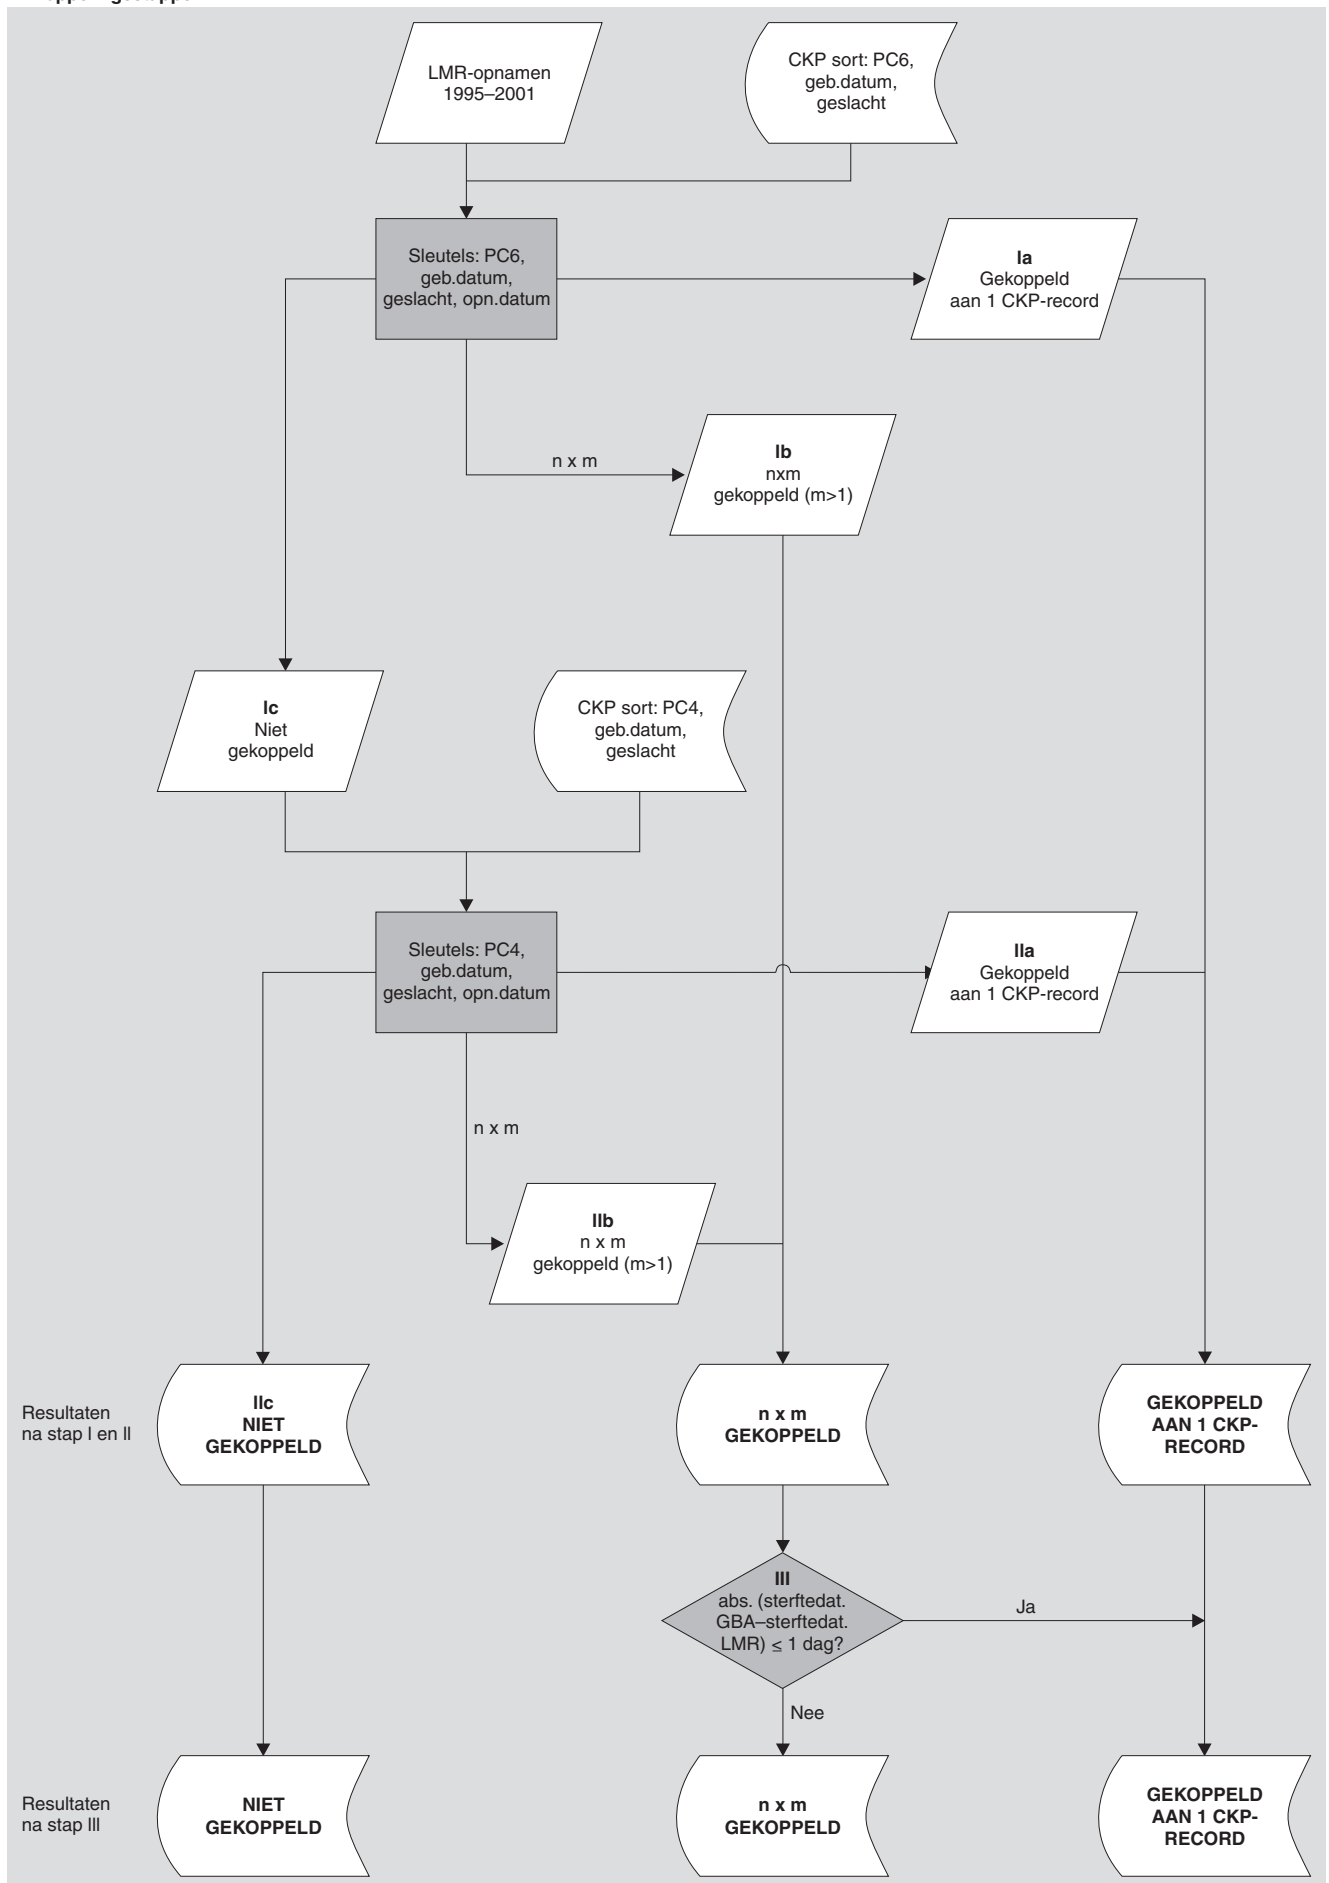 LMR-opnamen
1995–2001
CKP sort: PC6,
geb.datum,
geslacht
Sleutels: PC6,
geb.datum,
geslacht, opn.datum
Ia
Gekoppeld
aan 1 CKP-record
n x m
Ib
nxm
gekoppeld (m>1)
Ic
Niet
gekoppeld
CKP sort: PC4,
geb.datum,
geslacht
Sleutels: PC4,
geb.datum,
geslacht, opn.datum
IIa
Gekoppeld
aan 1 CKP-record
n x m
IIb
n x m
gekoppeld (m>1)
Resultaten
na stap I en II
IIc
NIET
GEKOPPELD
n x m
GEKOPPELD
GEKOPPELD
AAN 1 CKP-
RECORD
III
abs. (sterftedat.
GBA–sterftedat.
LMR) ≤ 1 dag?
Ja
Nee
Resultaten
na stap III
NIET
GEKOPPELD
n x m
GEKOPPELD
GEKOPPELD
AAN 1 CKP-
RECORD